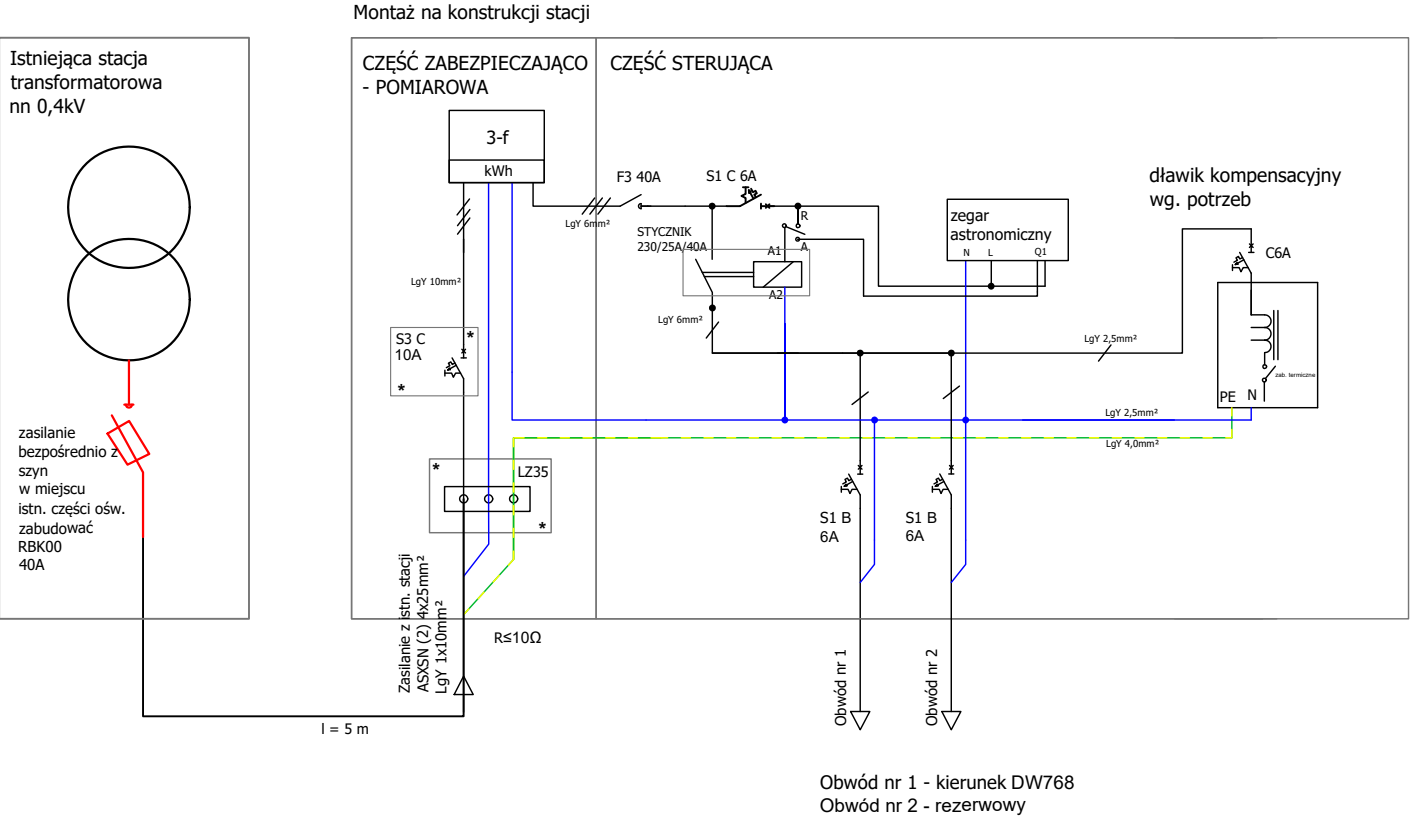 Montaż na konstrukcji stacji
Istniejąca stacja
transformatorowa
nn 0,4kV
zasilanie
bezpośrednio z
szyn
w miejscu
istn. części ośw.
zabudować
RBK00
40A
l = 5 m
CZĘŚĆ ZABEZPIECZAJĄCO
- POMIAROWA
3-f
kWh
LgY 10mm²
S3 C
10A
*
*
*
LZ35
*
Zasilanie z istn. stacji
ASXSN (2) 4x25mm²
LgY 1x10mm²
R≤10Ω
CZĘŚĆ STERUJĄCA
F3 40A
LgY 6mm²
S1 C 6A
STYCZNIK
230/25A/40A
R
A
A1
A2
LgY 6mm²
zegar
astronomiczny
N L Q1
dławik kompensacyjny
wg. potrzeb
C6A
LgY 2,5mm²
zab. termiczne
PE N
LgY 2,5mm²
LgY 4,0mm²
S1 B
6A
S1 B
6A
Obwód nr 1
Obwód nr 2
Obwód nr 1 - kierunek DW768
Obwód nr 2 - rezerwowy